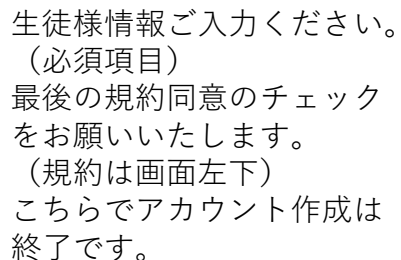 生徒様情報ご入力ください。
（必須項目）
最後の規約同意のチェック
をお願いいたします。
（規約は画面左下）
こちらでアカウント作成は
終了です。